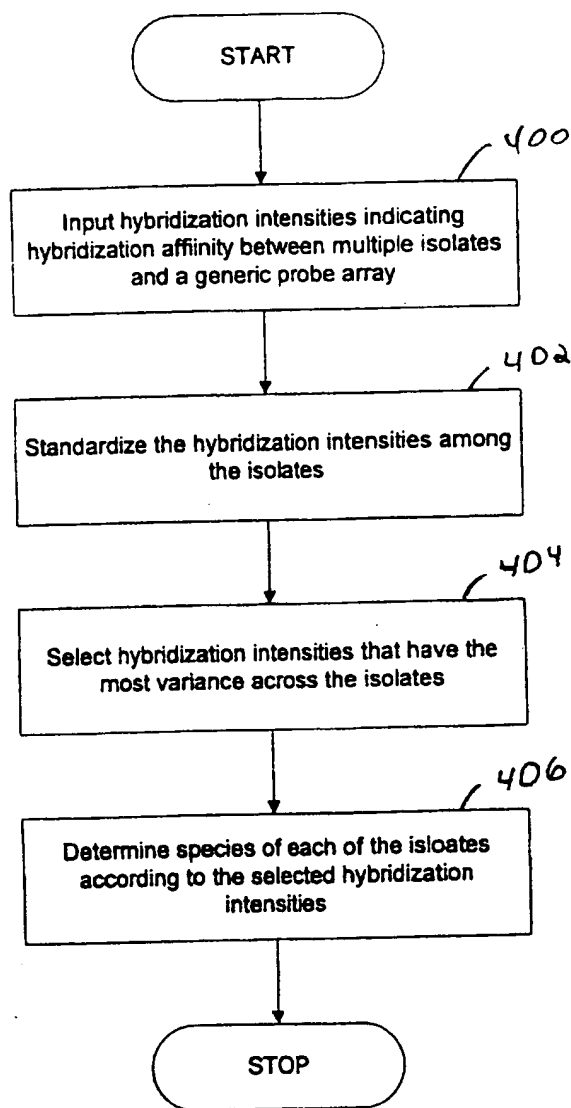 START
400
Input hybridization intensities indicating
hybridization affiinity between multiple isolates
and a generic probe array
402
Standardize the hybridization intensities among
the isolates
404
Select hybridization intensities that have the
most variance across the isolates
406
Determine species of each of the isloates
according to the selected hybridization
intensities
STOP